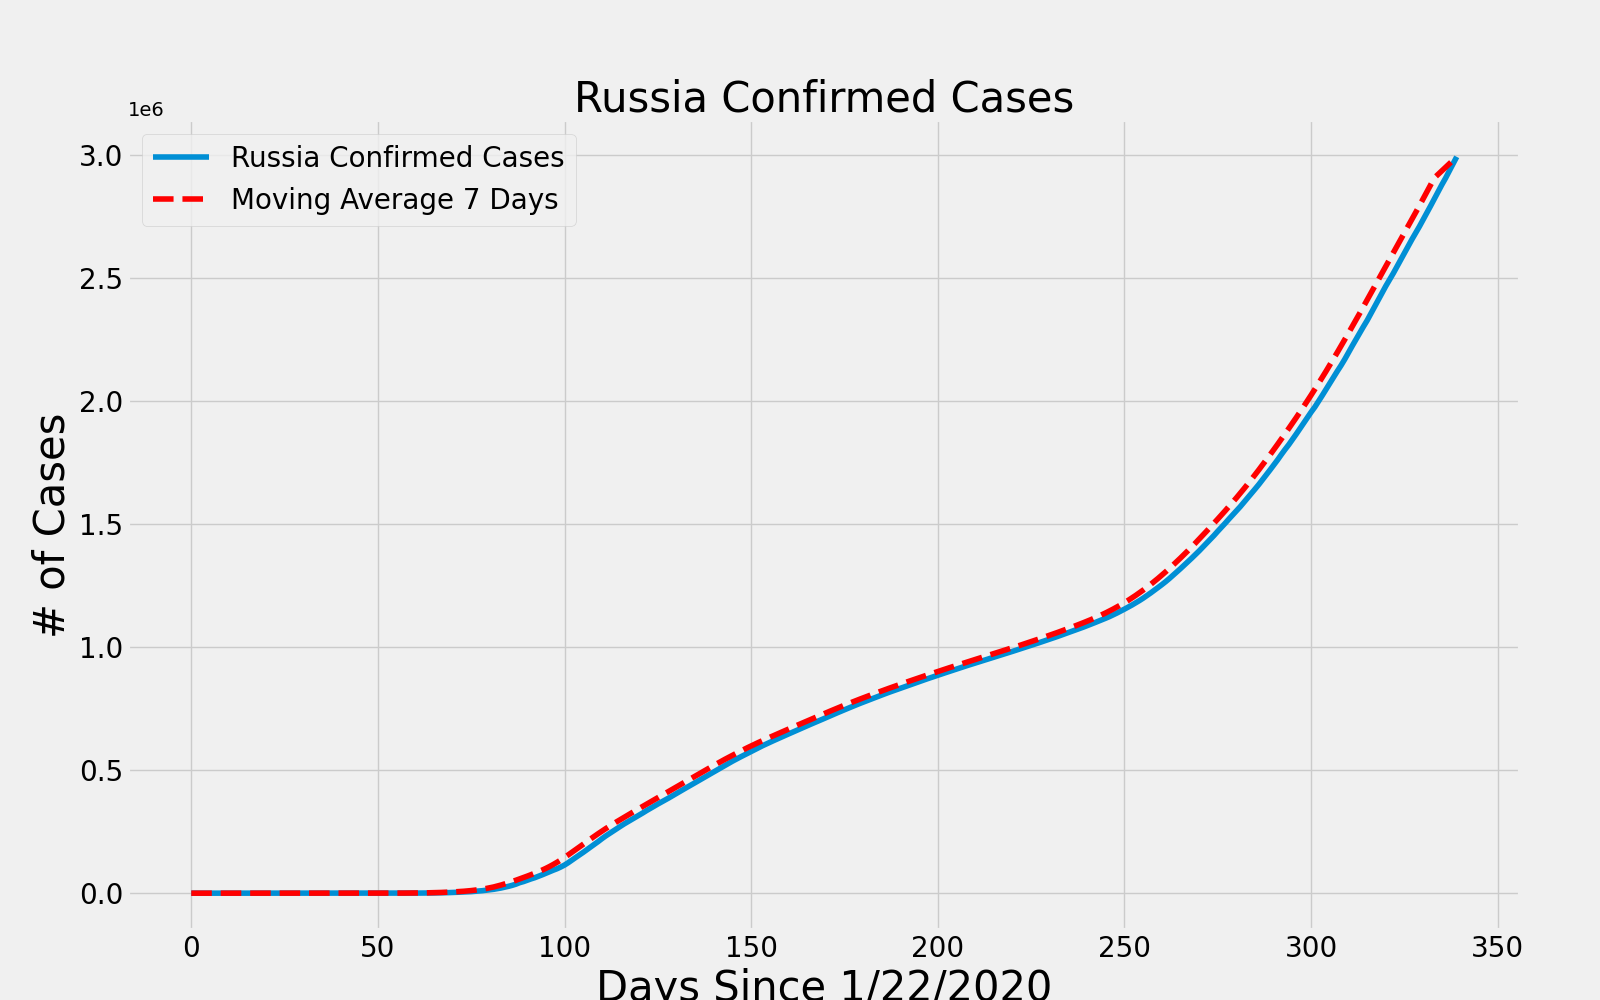 Russia Confirmed Cases
1e6
Russia Confirmed Cases
Moving Average 7 Days
3.0
2.5
2.0
1.5
1.0
0.5
0.0
# of Cases
0 50 100 150 200 250 300 350
Days Since 1/22/2020